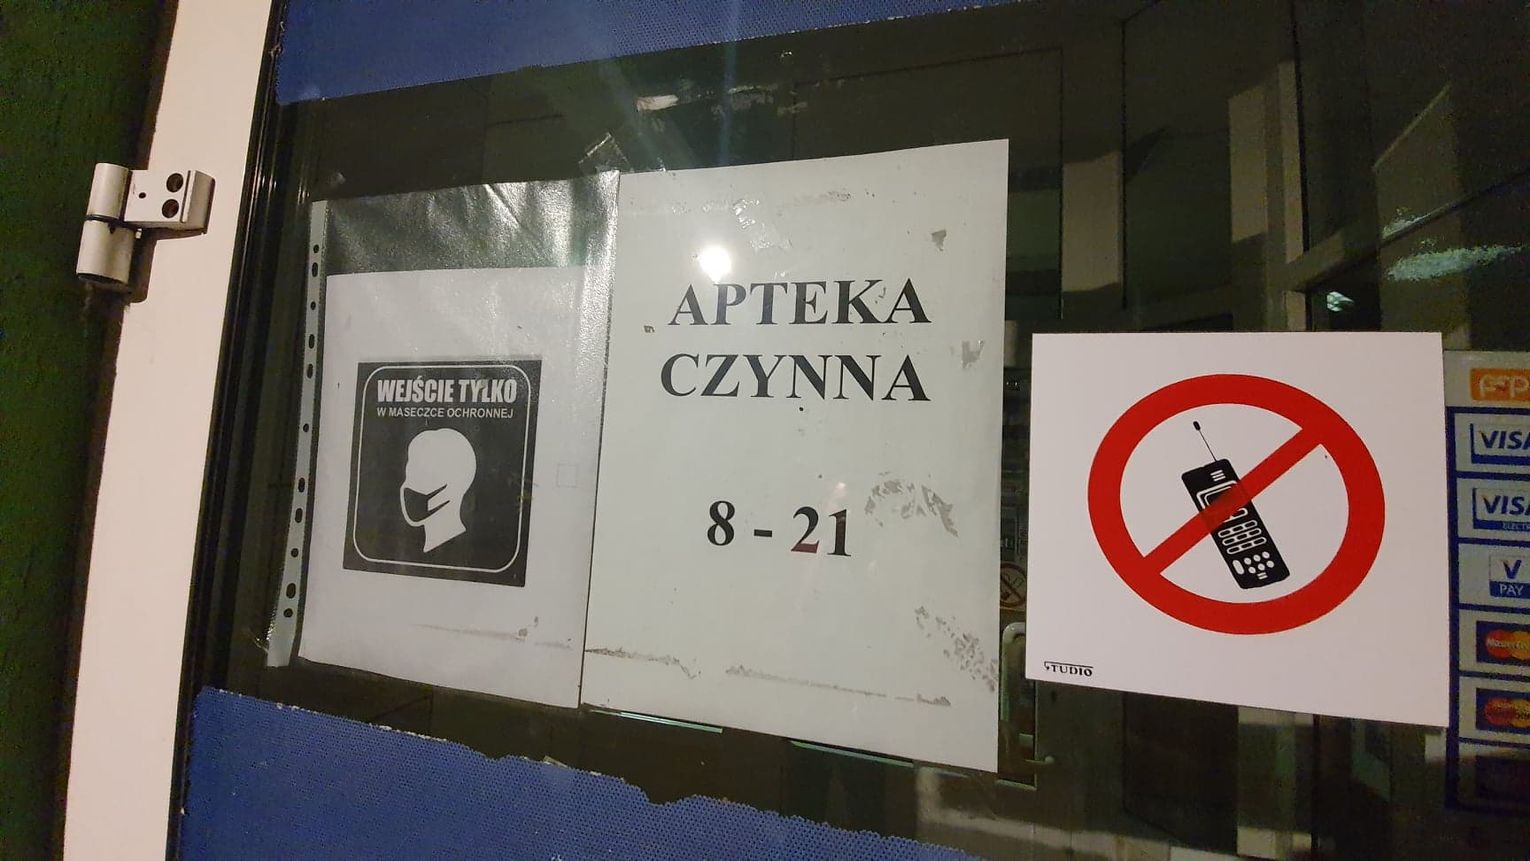 WEJŚCIE TYLKO
W MASECZCE OCHRONNEJ
APTEKA
CZYNNA
8 - 21
STUDIO
VISA
VISA
V
PAY